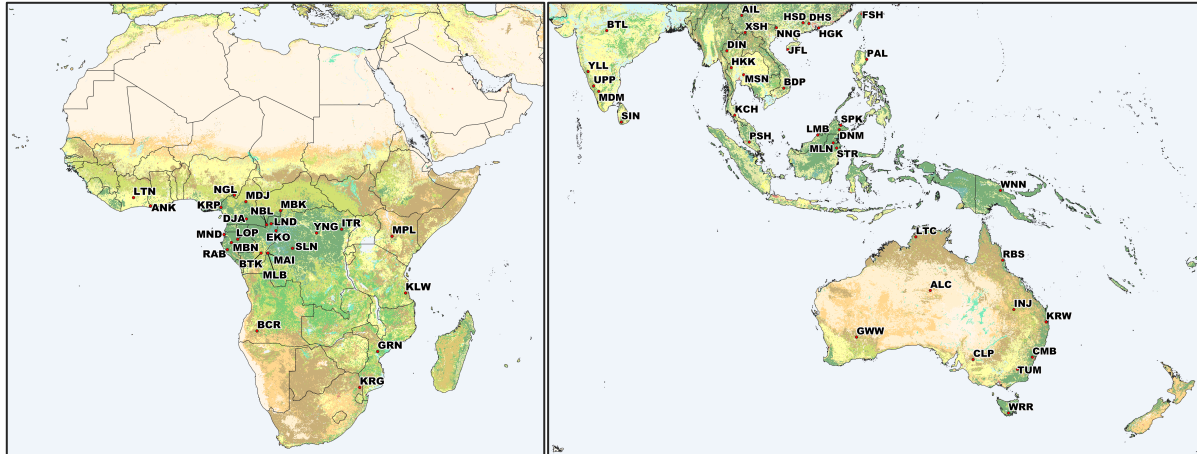 LTN
ANK
NGL
KRP
MDJ
NBL
MBK
DJA
LND
MND
LOP
EKO
YNG
ITR
MPL
RAB
MBN
SLN
BTK
MAI
MLB
KLW
BCR
GRN
KRG
AIL
BTL
XSH
HSD
DHS
FSH
NNG
HGK
DIN
JFL
PAL
YLL
HKK
UPP
MSN
MDM
BDP
SIN
KCH
SPK
PSH
LMB
DNM
MLN
STR
WNN
LTC
RBS
ALC
INJ
KRW
GWW
CLP
CMB
TUM
WRR